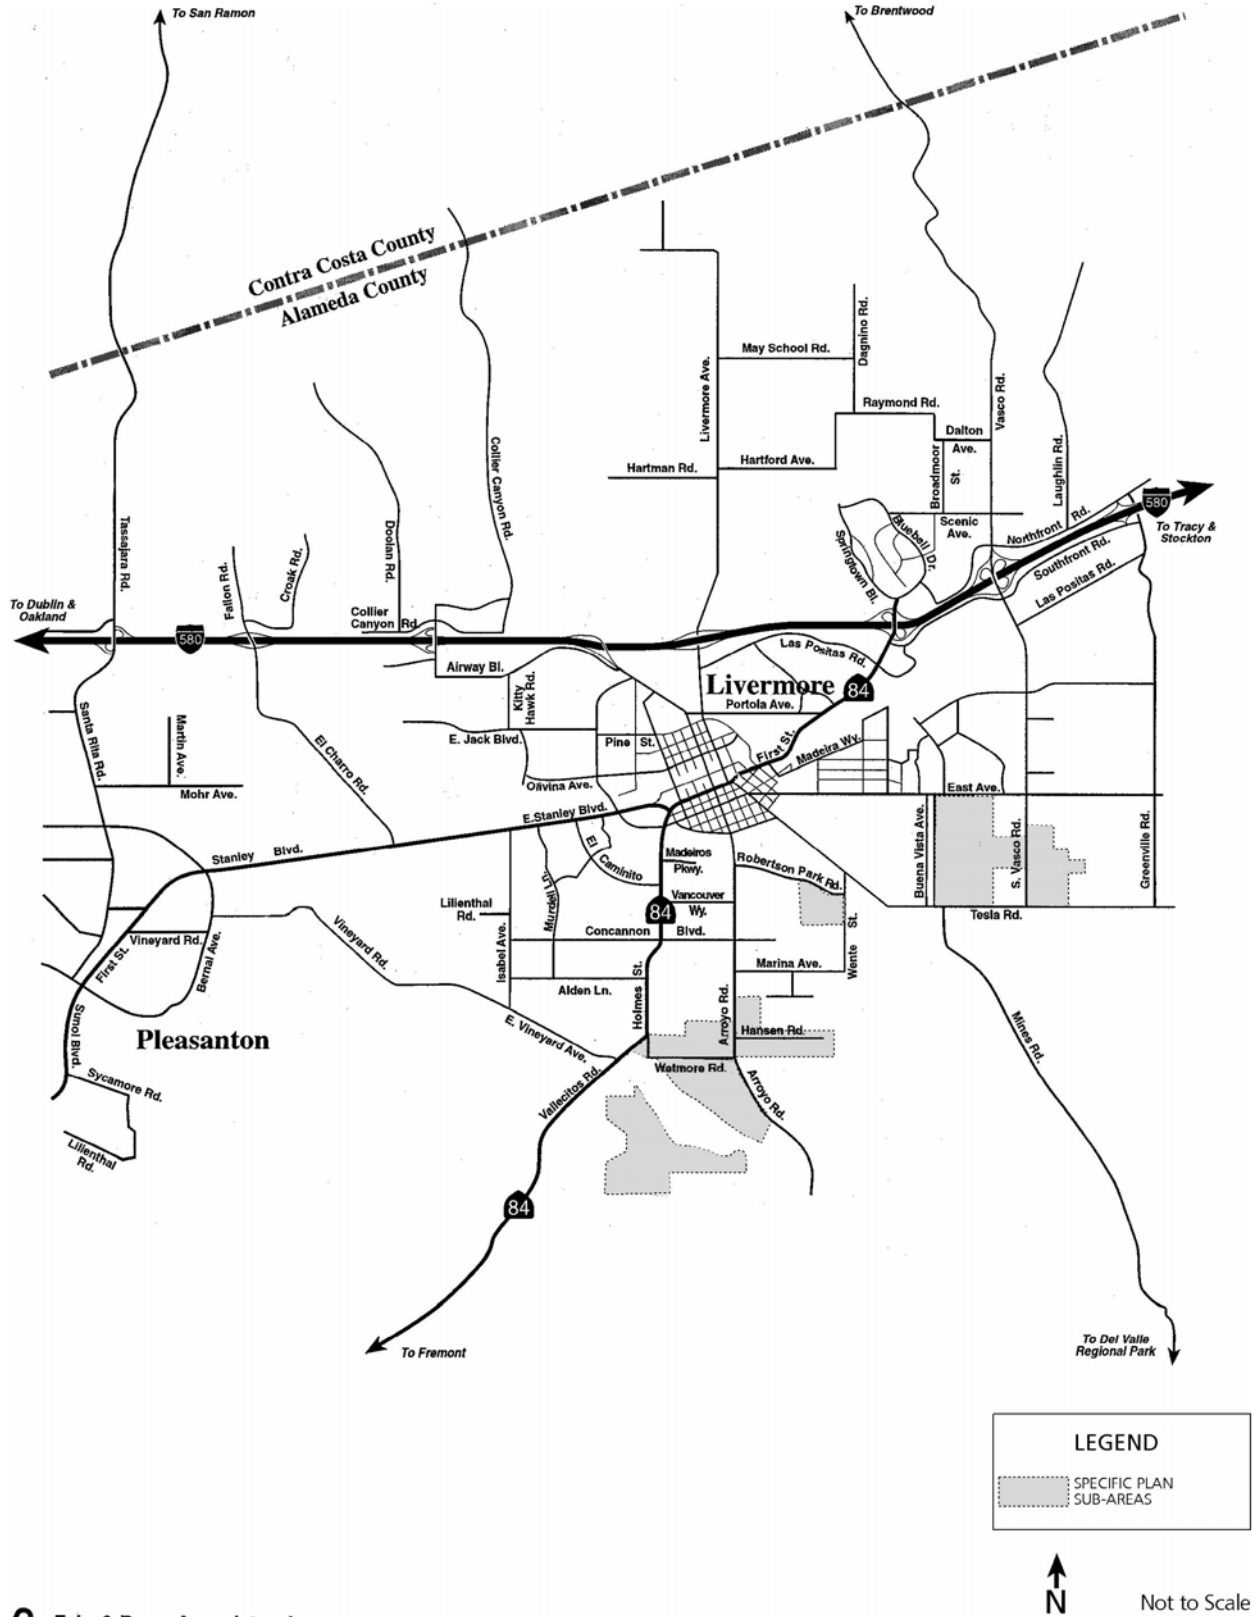 To San Ramon
To Brentwood
Contra Costa County
Alameda County
Livermore Ave.
May School Rd.
Dagnino Rd.
Raymond Rd.
Vasco Rd.
Dalton
Ave.
Hartman Rd.
Hartford Ave.
Broadmoor
St.
Laughlin Rd.
Collier Canyon Rd.
Tassajara Rd.
Doolan Rd.
Fallon Rd.
Croak Rd.
Springtown Bl.
Bluebell Dr.
Scenic
Ave.
Northfront Rd.
580
To Tracy &
Stockton
Southfront Rd.
Las Positas Rd.
To Dublin &
Oakland
580
Collier
Canyon Rd
Airway Bl.
Las Positas Rd.
Livermore
84
Portola Ave.
Kitty
Hawk Rd.
Santa Rita Rd.
Martin Ave.
Mohr Ave.
El Charro Rd.
E. Jack Blvd.
Pine St.
First St.
Madeira Wy.
Olivina Ave.
East Ave.
E.Stanley Blvd.
Stanley Blvd.
El
Caminito
Madeiros
Pkwy.
Robertson Park Rd.
Buena Vista Ave.
S. Vasco Rd.
Greenville Rd.
Murdell Ln.
Lilienthal
Rd.
84
Vancouver
Wy.
Tesla Rd.
Vineyard Rd.
First St.
Bernal Ave.
Vineyard Rd.
Isabel Ave.
Concannon Blvd.
Wente St.
Marina Ave.
Alden Ln.
Holmes St.
Arroyo Rd.
Hansen Rd.
Mines Rd.
Sunol Blvd.
Pleasanton
E. Vineyard Ave.
Wetmore Rd.
Sycamore Rd.
Vallecitos Rd.
Arroyo Rd.
Lilienthal
Rd.
84
To Fremont
To Del Valle
Regional Park
LEGEND
SPECIFIC PLAN
SUB-AREAS
N
Not to Scale